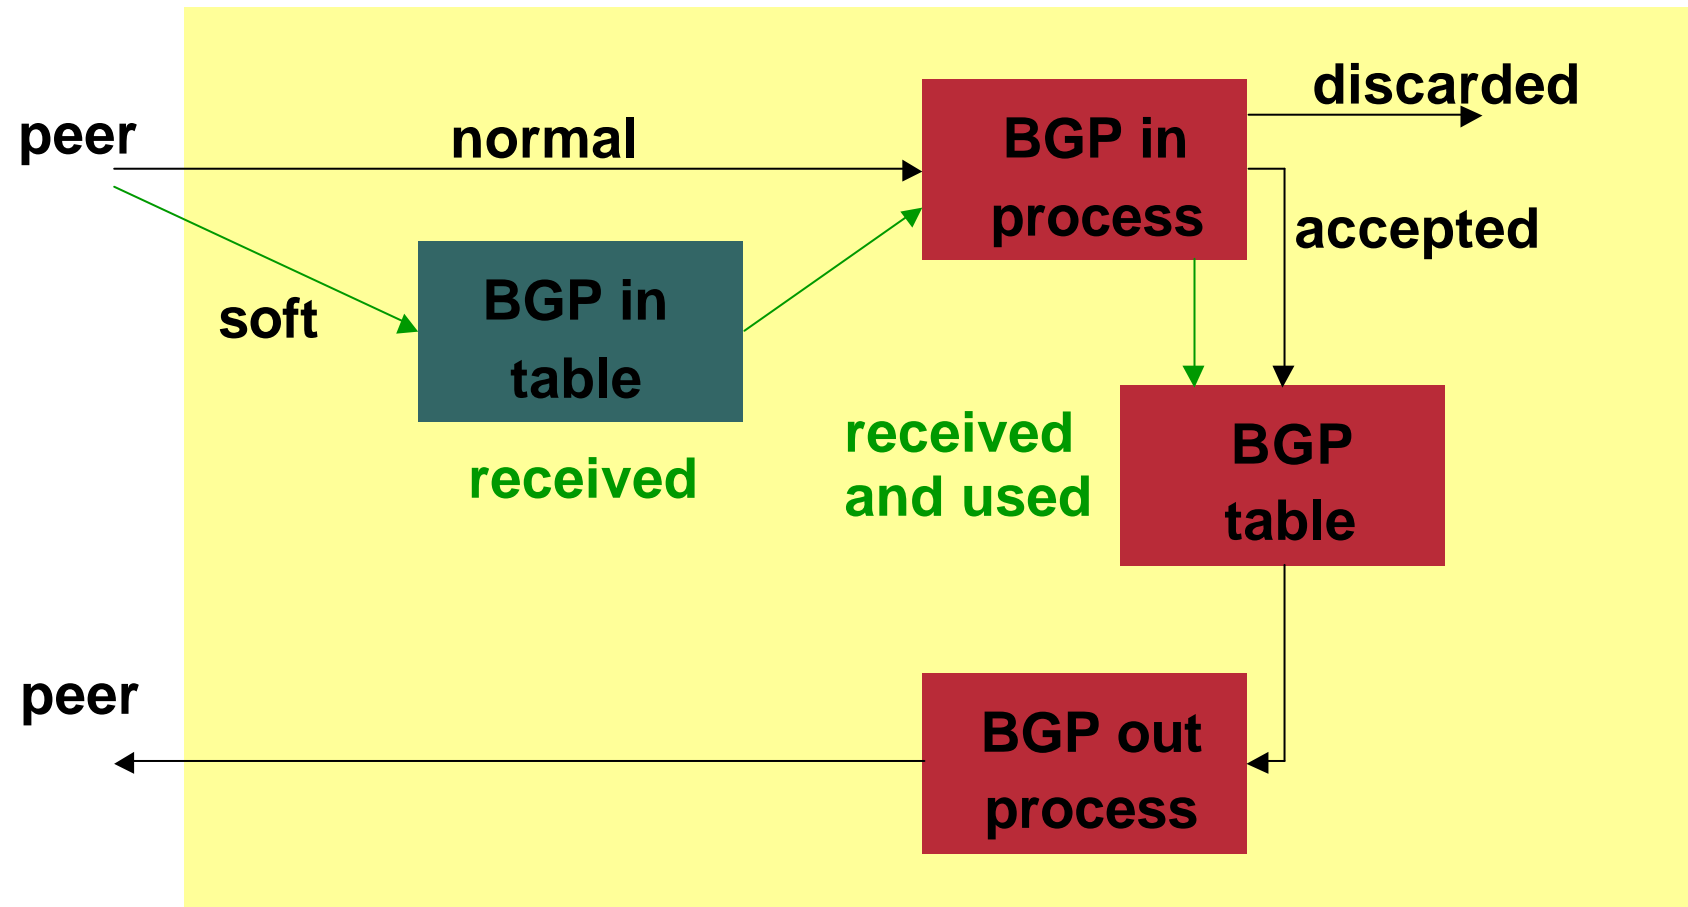 discarded
peer
normal
BGP in
process
accepted
soft
BGP in
table
received
received
and used
BGP
table
peer
BGP out
process